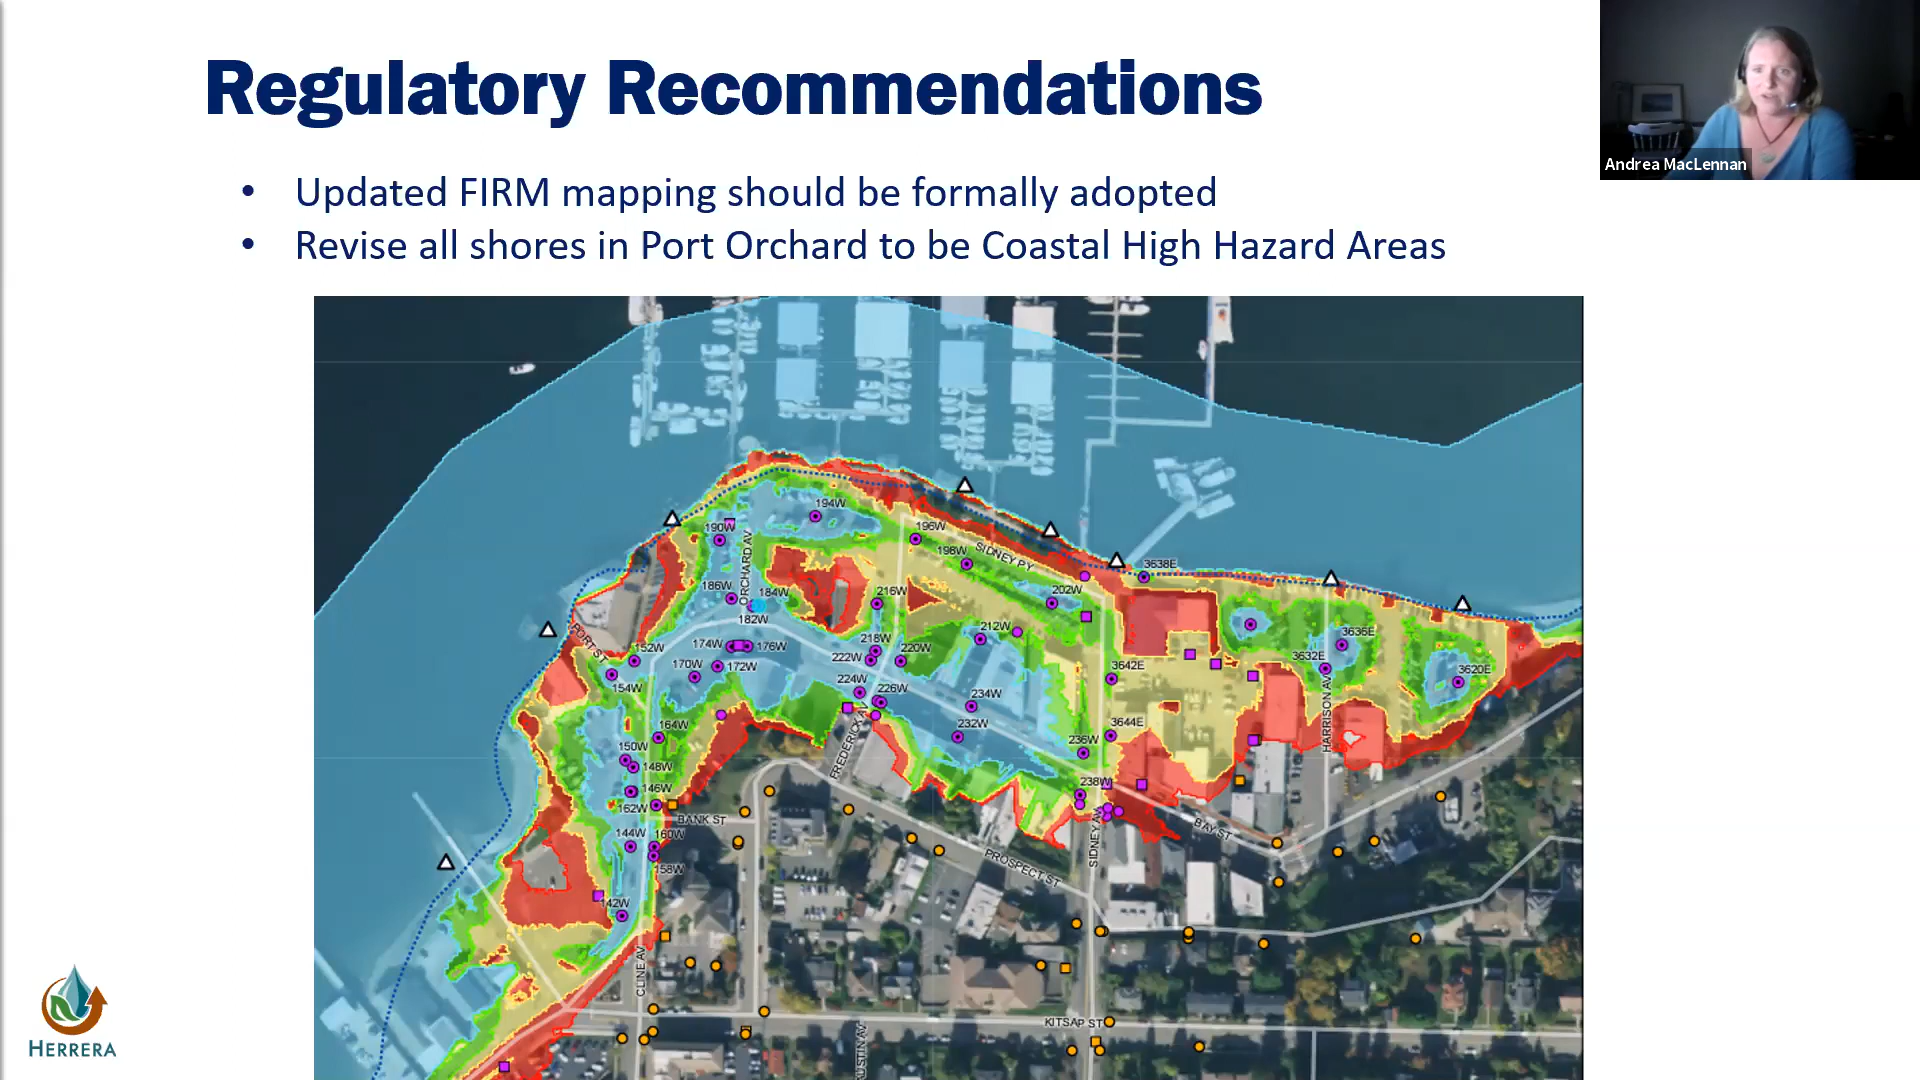 Regulatory Recommendations
Andrea MacLennan
• Updated FIRM mapping should be formally adopted
• Revise all shores in Port Orchard to be Coastal High Hazard Areas
194W
190W
196W
198W
SIDNEY PY
3638E
ORCHARD AV
186W
184W
216W
202W
182W
212W
PORT ST
152W
174W
176W
218W
220W
222W
3636E
3632E
170W
172W
3642E
3620E
154W
224W
226W
234W
164W
232W
3644E
FREDERICK AV
HARRISON AV
150W
148W
236W
146W
238W
162W
BANK ST
SIDNEY AV
BAY ST
144W
160W
158W
PROSPECT ST
142W
CLINE AV
KITSAP ST
HERRERA